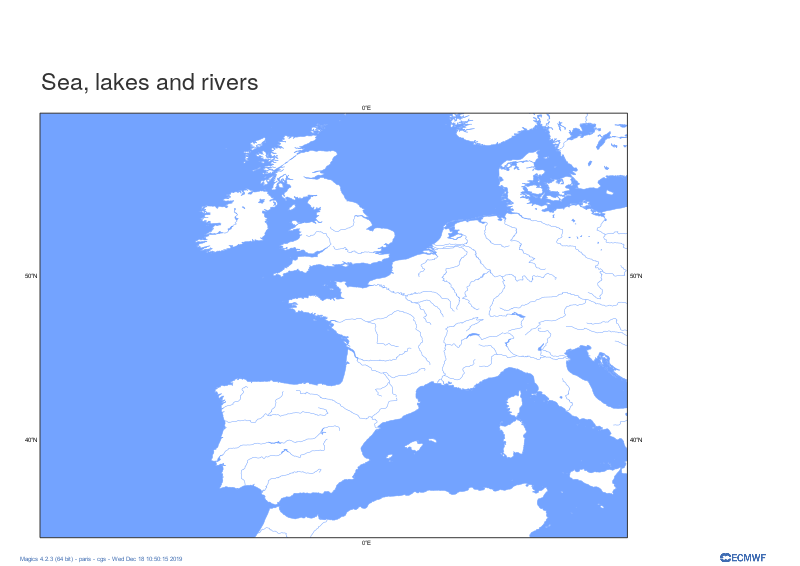 Sea, lakes and rivers
0°E
50°N
50°N
40°N
40°N
0°E
Magics 4.2.3 (64 bit) - paris - cgs - Wed Dec 18 10:50:15 2019
ECMWF